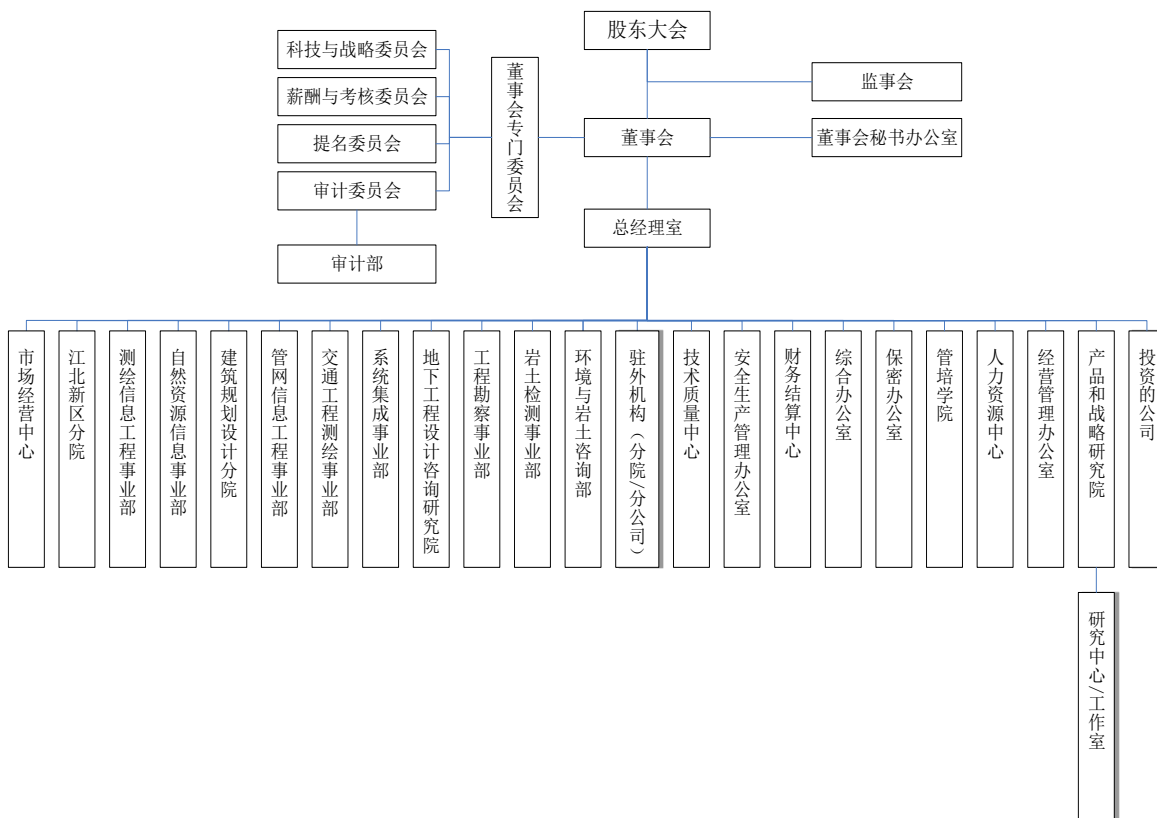 股东大会
科技与战略委员会
薪酬与考核委员会
提名委员会
审计委员会
审计部
董事会专门委员会
监事会
董事会
董事会秘书办公室
总经理室
市场经营中心
江北新区分院
测绘信息工程事业部
自然资源信息事业部
建筑规划设计分院
管网信息工程事业部
交通工程测绘事业部
系统集成事业部
地下工程设计咨询研究院
工程勘察事业部
岩土检测事业部
环境与岩土咨询部
驻外机构（分院/分公司）
技术质量中心
安全生产管理办公室
财务结算中心
综合办公室
保密办公室
管培学院
人力资源中心
经营管理办公室
产品和战略研究院
投资的公司
研究中心/工作室